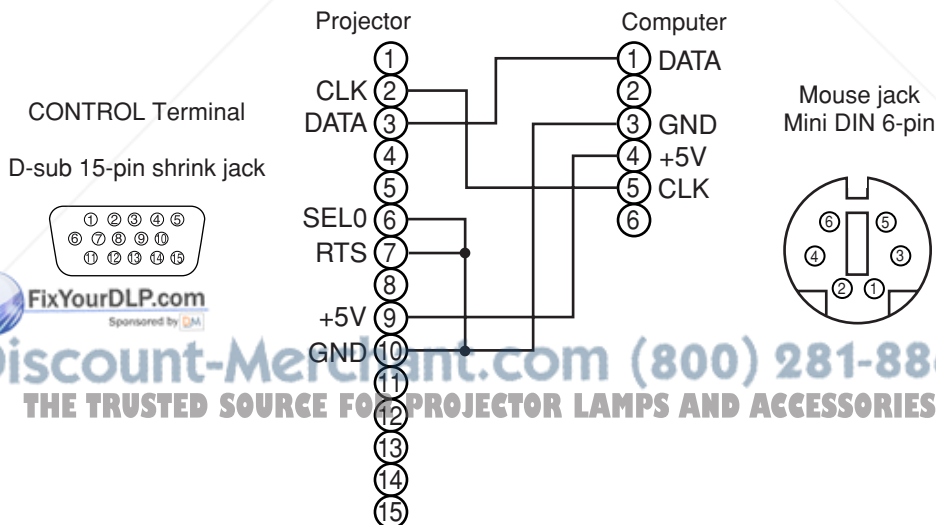 Projector
Computer
CONTROL Terminal
D-sub 15-pin shrink jack
1 2 3 4 5
6 7 8 9 10
11 12 13 14 15
1
CLK 2
DATA 3
4
5
SEL0 6
RTS 7
8
+5V 9
GND 10
11
12
13
14
15
1 DATA
2
3 GND
4 +5V
5 CLK
6
Mouse jack
Mini DIN 6-pin
6 5
4 3
2 1
FixYourDLP.com
Sponsored by DM
Discount-Merchant.com (800) 281-88
THE TRUSTED SOURCE FOR PROJECTOR LAMPS AND ACCESSORIES